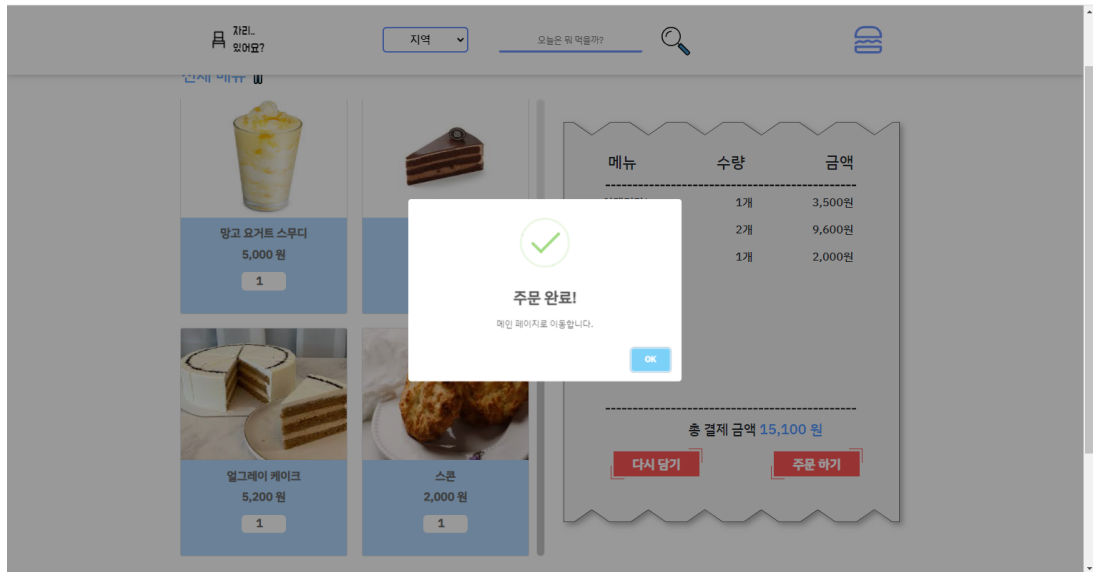 자리..
있어요?
지역
오늘은 뭐 먹을까?
전체 메뉴
망고 요거트 스무디
5,000 원
1
얼그레이 케이크
5,200 원
1
스콘
2,000 원
1
메뉴 수량 금액
1개 3,500원
2개 9,600원
1개 2,000원
총 결제 금액 15,100 원
다시 담기
주문 하기
주문 완료!
메인 페이지로 이동합니다.
OK